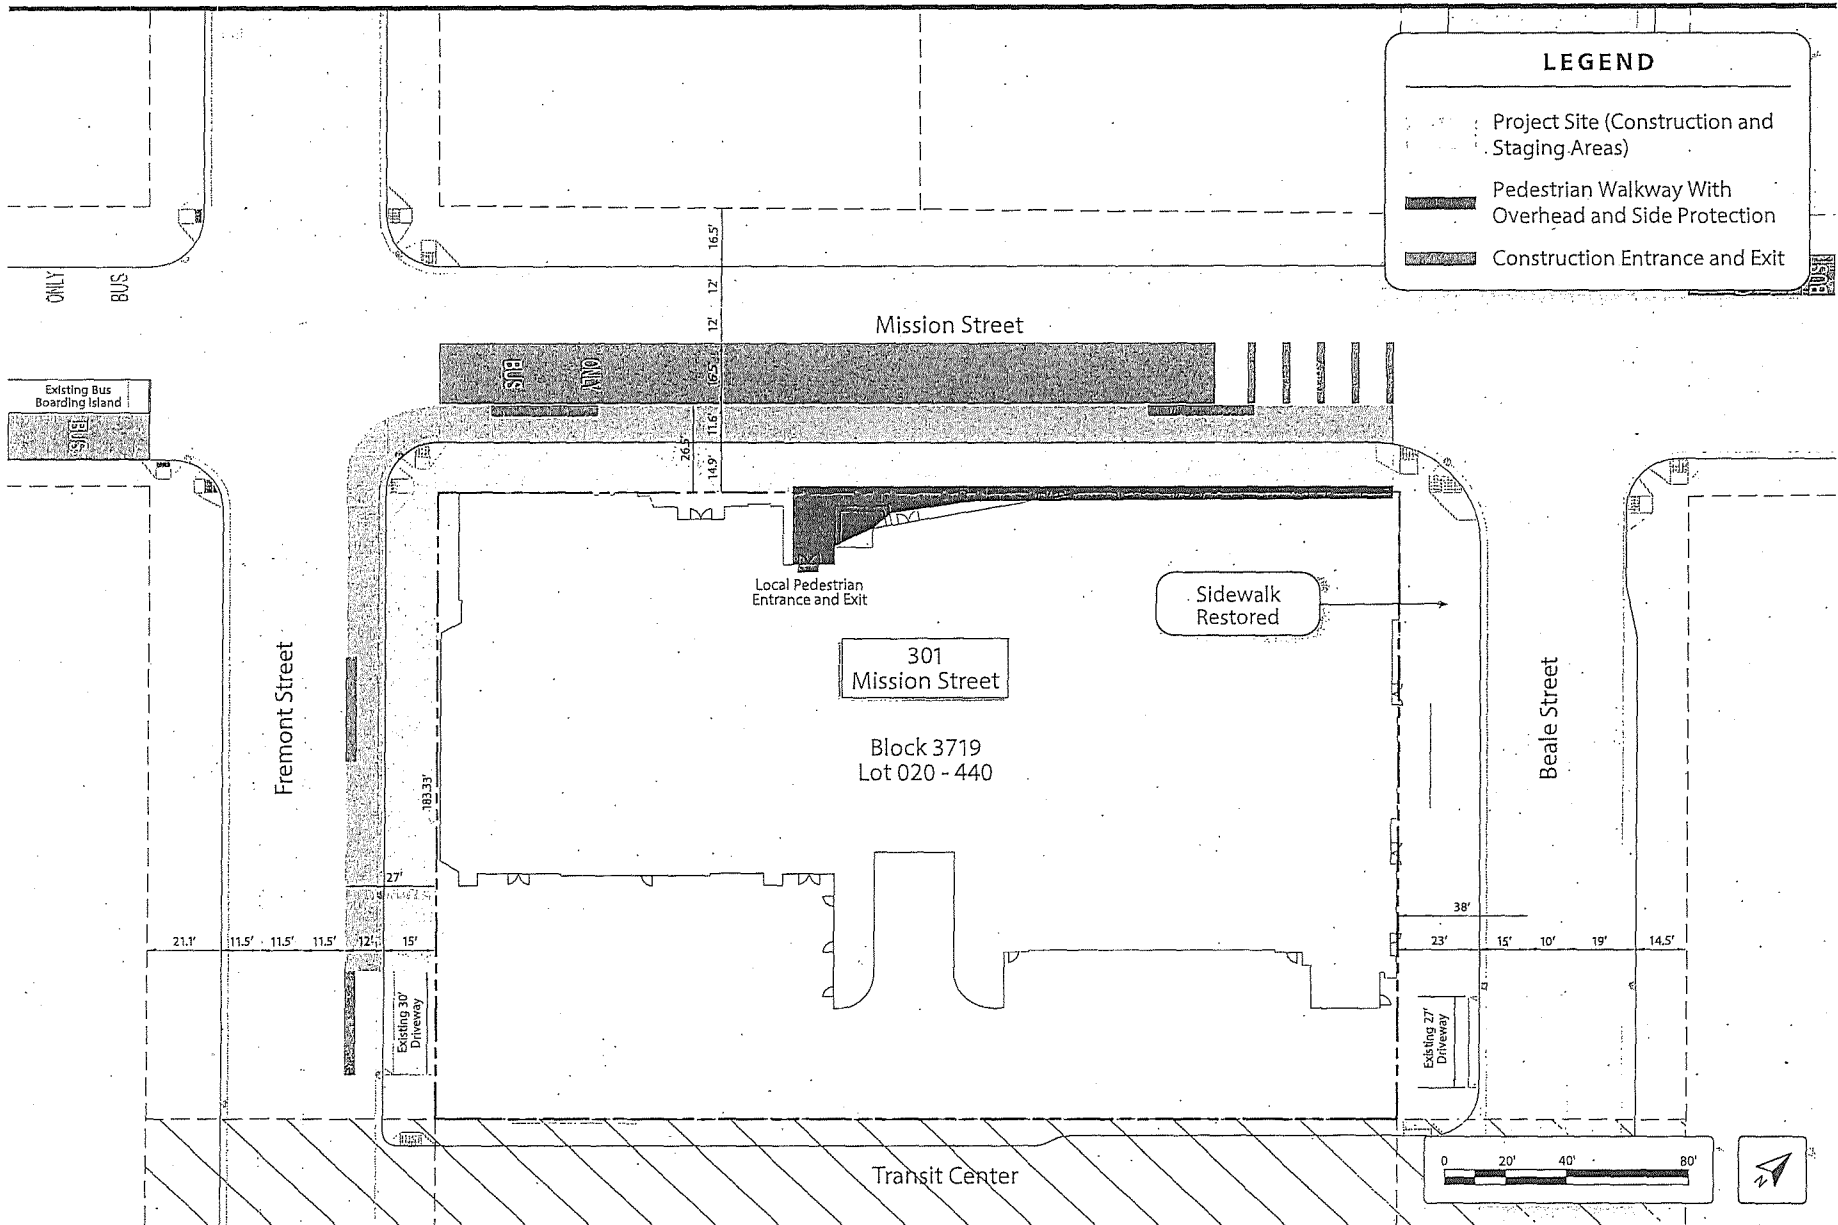 LEGEND
Project Site (Construction and
Staging Areas)
Pedestrian Walkway With
Overhead and Side Protection
Construction Entrance and Exit
ONLY
BUS
16.5'
12'
12'
16.5'
11.6'
26.5'
14.9'
Mission Street
BUS
ONLY
BUS
Existing Bus
Boarding Island
BUS
Local Pedestrian
Entrance and Exit
Sidewalk
Restored
301
Mission Street
Block 3719
Lot 020 - 440
Fremont Street
Beale Street
183.33'
27'
21.1'
11.5'
11.5'
11.5'
12'
15'
38'
23'
15'
10'
19'
14.5'
Existing 30'
Driveway
Existing 27'
Driveway
Transit Center
0
20'
40'
80'
N